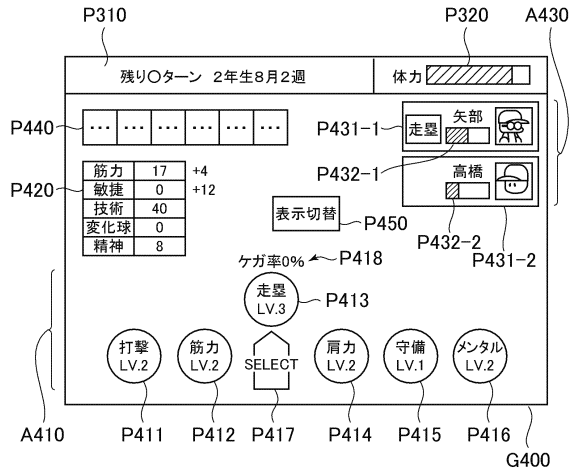 P310
P320
A430
残り○ターン 2年生8月2週
体力
P440
… … … … … …
P431-1
走塁
矢部
P432-1
高橋
P432-2
P431-2
P420
筋力 17 +4
敏捷 0 +12
技術 40
変化球 0
精神 8
表示切替
P450
ケガ率0%
P418
走塁
LV.3
P413
打撃
LV.2
筋力
LV.2
SELECT
肩力
LV.2
守備
LV.1
メンタル
LV.2
A410
P411
P412
P417
P414
P415
P416
G400